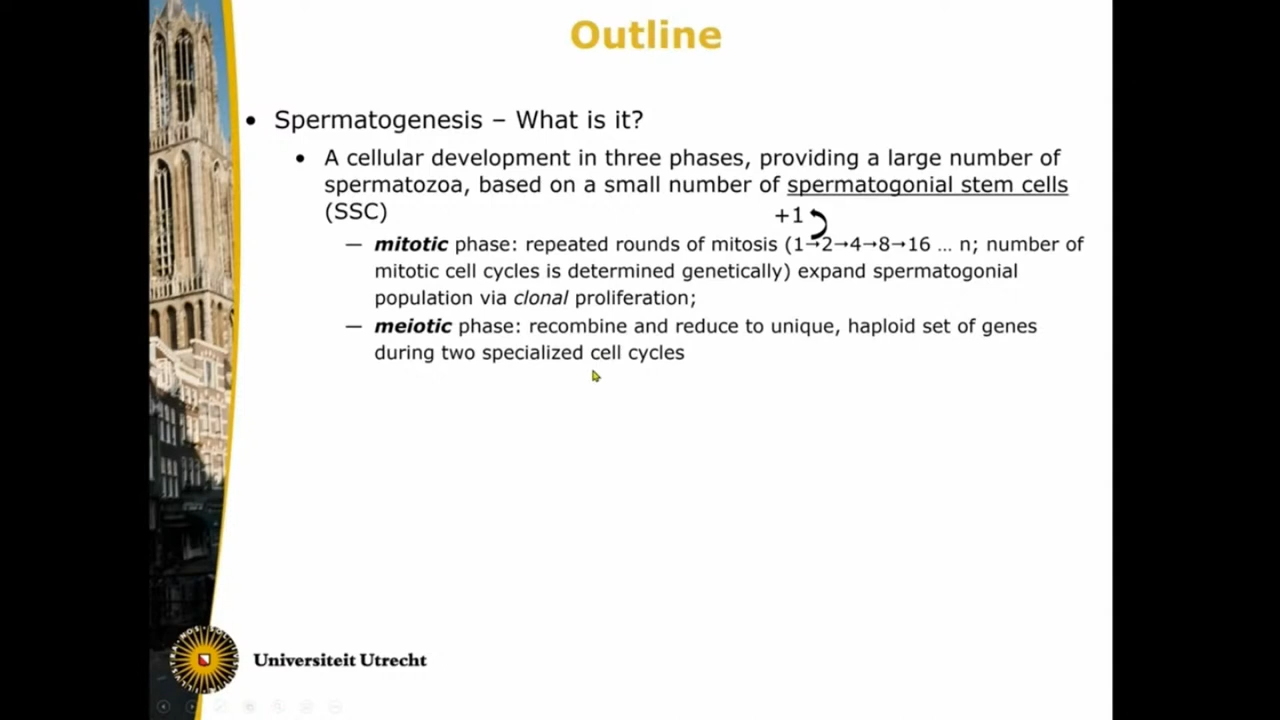 Outline
• Spermatogenesis – What is it?
• A cellular development in three phases, providing a large number of
spermatozoa, based on a small number of spermatogonial stem cells
(SSC)
+1
— mitotic phase: repeated rounds of mitosis (1→2→4→8→16 … n; number of
mitotic cell cycles is determined genetically) expand spermatogonial
population via clonal proliferation;
— meiotic phase: recombine and reduce to unique, haploid set of genes
during two specialized cell cycles
Universiteit Utrecht